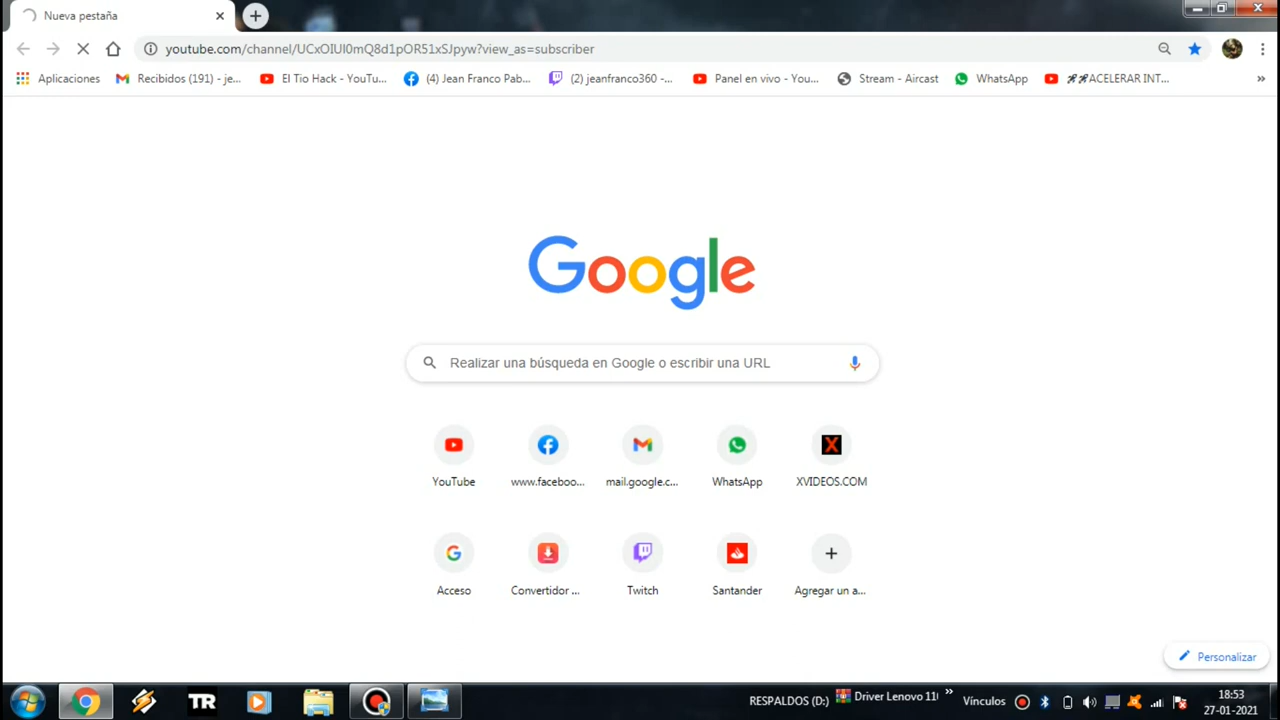 Nueva pestaña
youtube.com/channel/UCxOIUl0mQ8d1pOR51xSJpyw?view_as=subscriber
Aplicaciones Recibidos (191) - je... El Tio Hack - YouTu... (4) Jean Franco Pab... (2) jeanfranco360 -... Panel en vivo - You... Stream - Aircast WhatsApp ACELERAR INT... »
Google
Realizar una búsqueda en Google o escribir una URL
YouTube www.faceboo... mail.google.c... WhatsApp XVIDEOS.COM
Acceso Convertidor ... Twitch Santander Agregar un a...
Personalizar
TR RESPALDOS (D:) Driver Lenovo 11 » Vínculos 18:53
27-01-2021